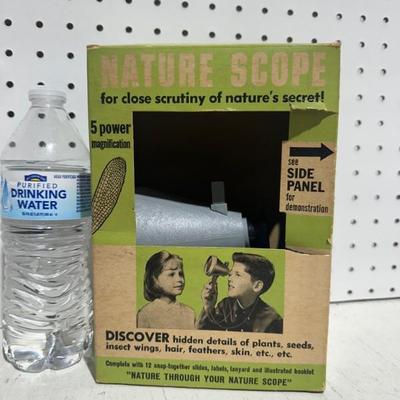 NATURE SCOPE
for close scrutiny of nature's secret!
5 power
magnification
see
SIDE
PANEL
for
demonstration
PURIFIED
DRINKING
WATER
DISCOVER hidden details of plants, seeds,
insect wings, hair, feathers, skin, etc., etc.
Complete with 12 snap-together slides, labels, lanyard and illustrated booklet
"NATURE THROUGH YOUR NATURE SCOPE"